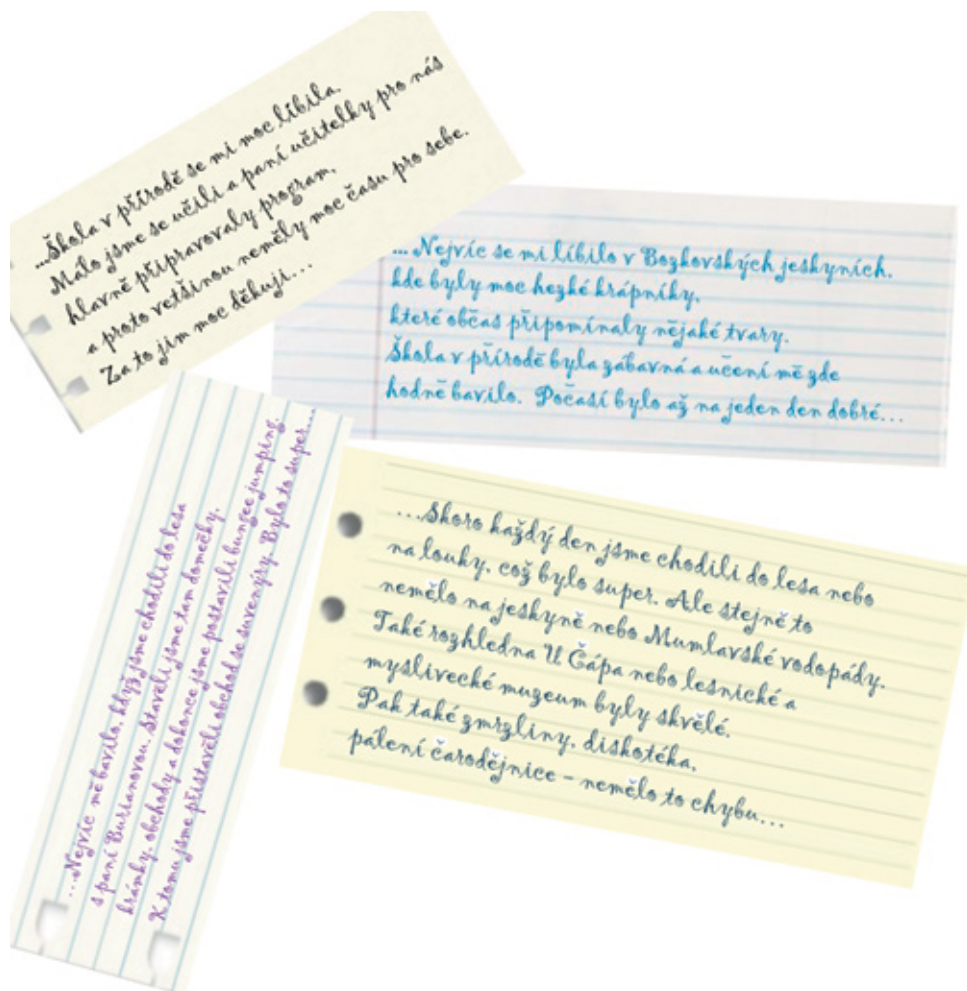 ...Škola v přírodě se mi moc líbila.
Málo jsme se učili a paní učitelky pro nás
hlavně připravovaly program,
a proto vetšinou neměly moc času pro sebe.
Za to jim moc děkuji...
... Nejvíc se mi líbilo v Bozkovských jeskyních,
kde byly moc hezké krápníky,
které občas připomínaly nějaké tvary.
Škola v přírodě byla zábavná a učení mě zde
hodně bavilo. Počasí bylo až na jeden den dobré...
...Nejvíc mě bavilo, když jsme chodili do lesa
s paní Burianovou. Stavěli jsme tam domečky,
krámky, obchody a dokonce jsme postavili bungee jumping.
K tomu jsme přistavěli obchod se suvenýry. Bylo to super...
...Skoro každý den jsme chodili do lesa nebo
na louky, což bylo super. Ale stejně to
nemělo na jeskyně nebo Mumlavské vodopády.
Také rozhledna U Čápa nebo lesnické a
myslivecké muzeum byly skvělé.
Pak také zmrzliny, diskotéka,
pálení čarodějnice - nemělo to chybu...